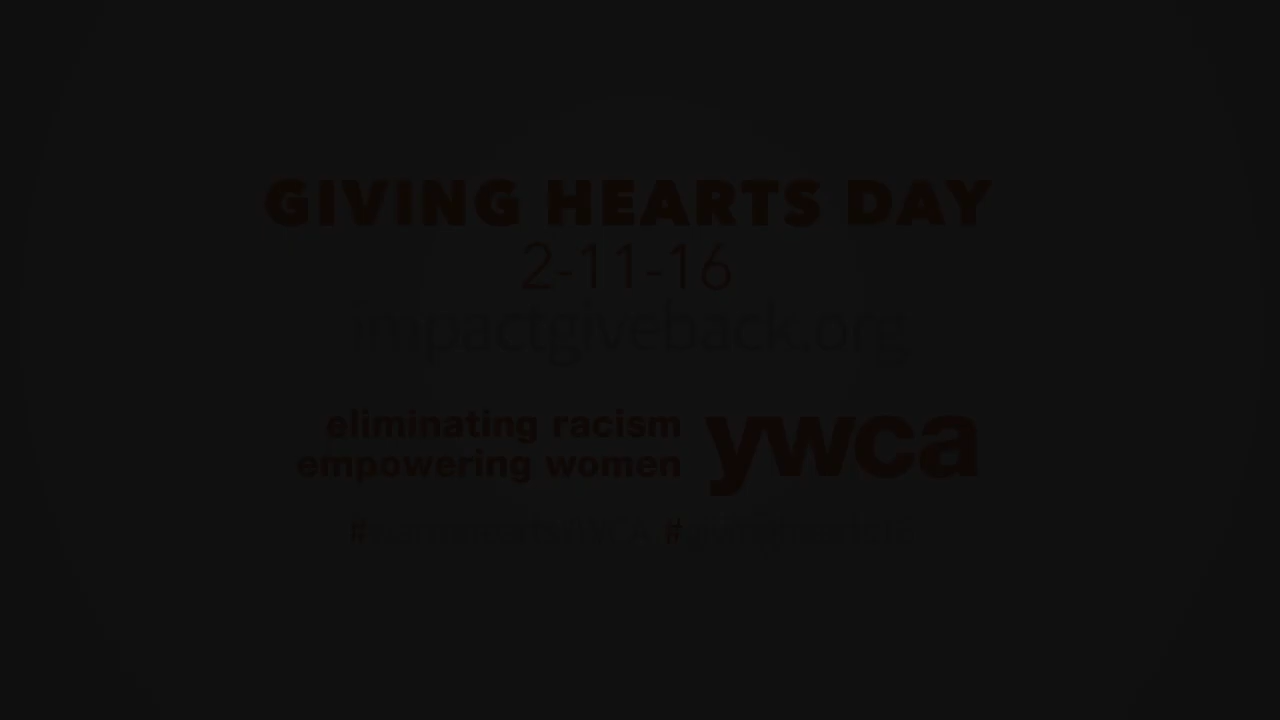 GIVING HEARTS DAY
2-11-16
impactgiveback.org
eliminating racism
empowering women
ywca